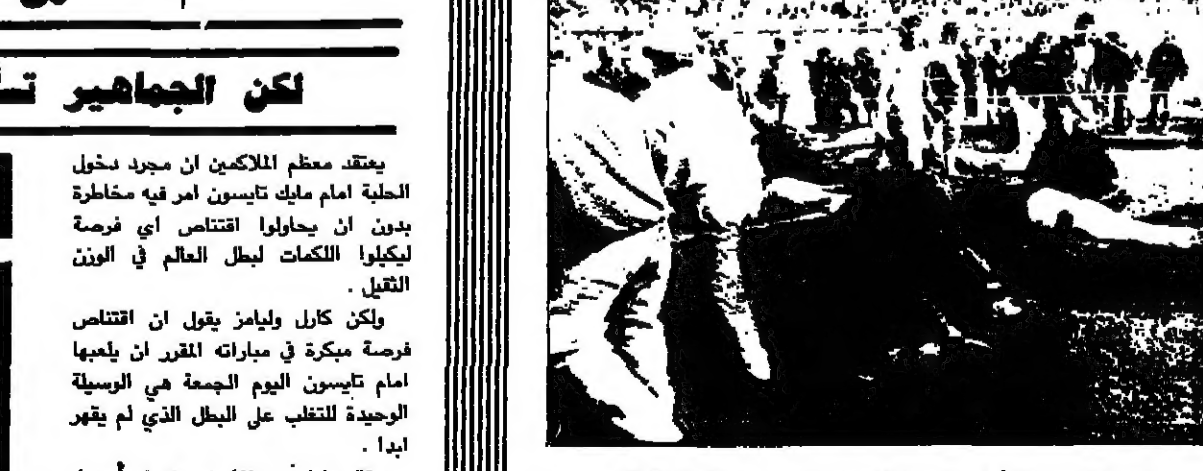 لكن الجماهير
يعتقد معظم الملاكمين ان مجرد دخول
الحلبة امام مايك تايسون امر فيه مخاطرة
بدون ان يحاولوا اقتناص اي فرصة
ليكيلوا اللكمات لبطل العالم في الوزن
الثقيل .
ولكن كارل وليامز يقول ان اقتناص
فرصة مبكرة في مباراته المقرر ان يلعبها
امام تايسون اليوم الجمعة هي الوسيلة
الوحيدة للتغلب على البطل الذي لم يقهر
ابدا .